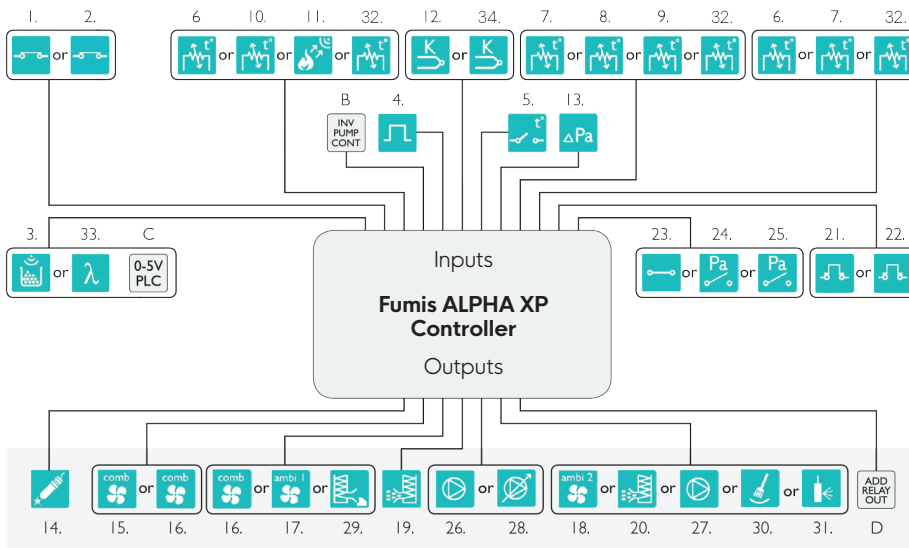 1. 2. 6 10. 11. 32. 12. 34. 7. 8. 9. 32. 6. 7. 32.
or t° or t° or or t° K or K t° or t° or t° or t° t° or t° or t°
B 4. 5. 13.
INV
PUMP
CONT
t°
△Pa
3. 33. C 23. 24. 25. 21. 22.
or λ
0-5V
PLC
or Pa or Pa
or
Inputs
Fumis ALPHA XP
Controller
Outputs
comb or comb
comb or ambi 1 or
or
ambi 2 or or or or
ADD
RELAY
OUT
14. 15. 16. 16. 17. 29. 19. 26. 28. 18. 20. 27. 30. 31. D